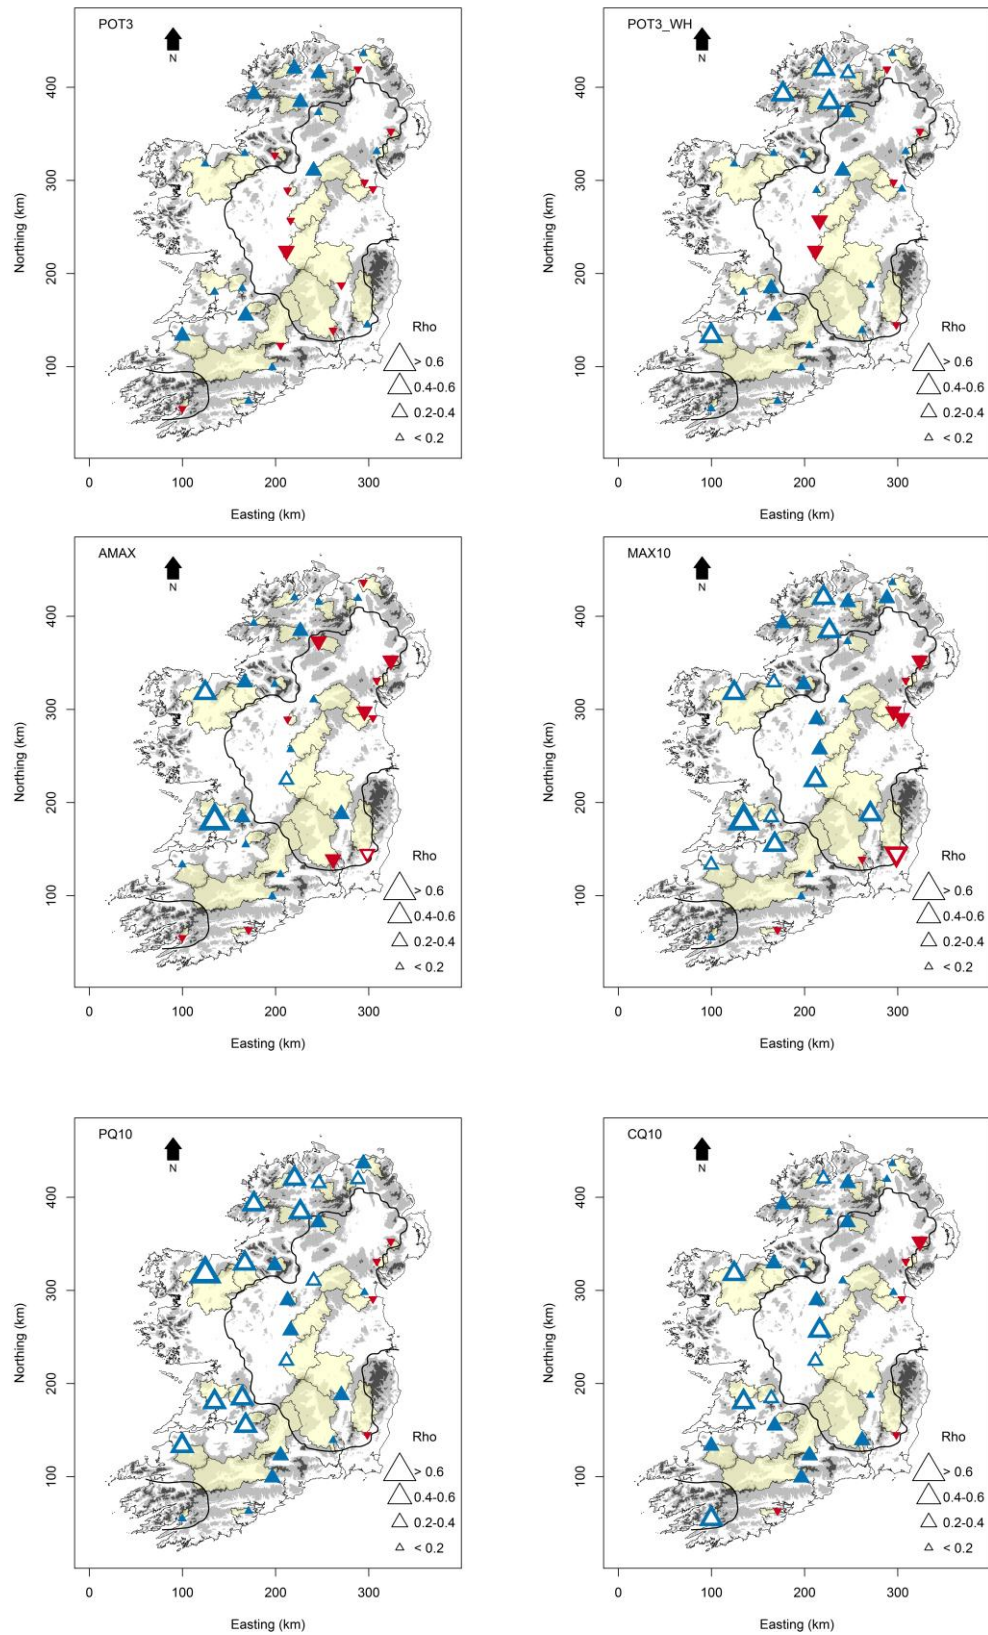 POT3
N
Northing (km)
400
300
200
100
Rho
> 0.6
0.4-0.6
0.2-0.4
< 0.2
0
100
200
300
Easting (km)
POT3_WH
N
Northing (km)
400
300
200
100
Rho
> 0.6
0.4-0.6
0.2-0.4
< 0.2
0
100
200
300
Easting (km)
AMAX
N
Northing (km)
400
300
200
100
Rho
> 0.6
0.4-0.6
0.2-0.4
< 0.2
0
100
200
300
Easting (km)
MAX10
N
Northing (km)
400
300
200
100
Rho
> 0.6
0.4-0.6
0.2-0.4
< 0.2
0
100
200
300
Easting (km)
PQ10
N
Northing (km)
400
300
200
100
Rho
> 0.6
0.4-0.6
0.2-0.4
< 0.2
0
100
200
300
Easting (km)
CQ10
N
Northing (km)
400
300
200
100
Rho
> 0.6
0.4-0.6
0.2-0.4
< 0.2
0
100
200
300
Easting (km)